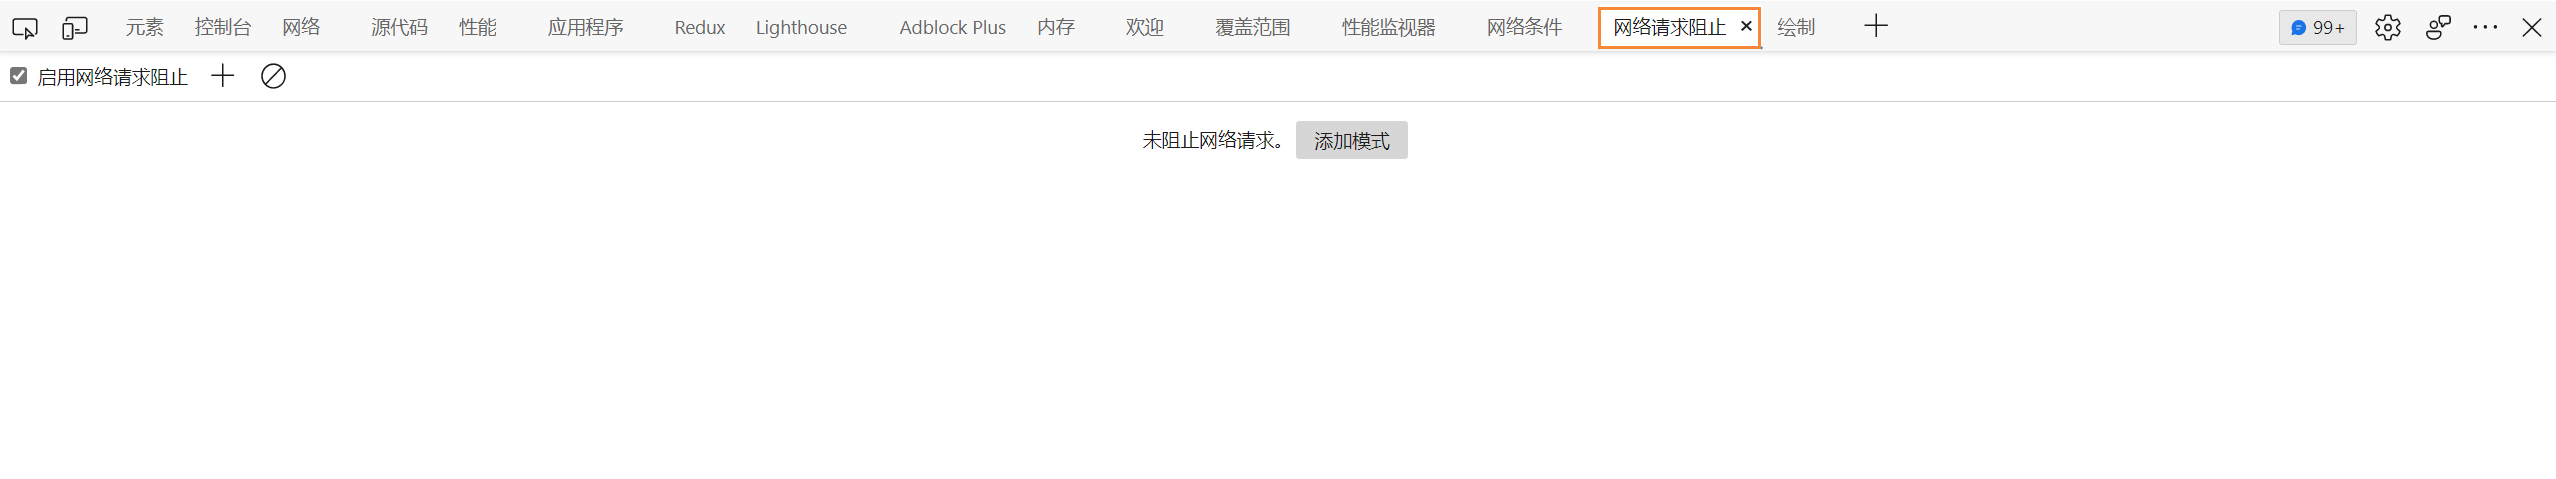 元素 控制台 网络 源代码 性能 应用程序 Redux Lighthouse Adblock Plus 内存 欢迎 覆盖范围 性能监视器 网络条件 网络请求阻止 绘制 99+
启用网络请求阻止
未阻止网络请求。 添加模式